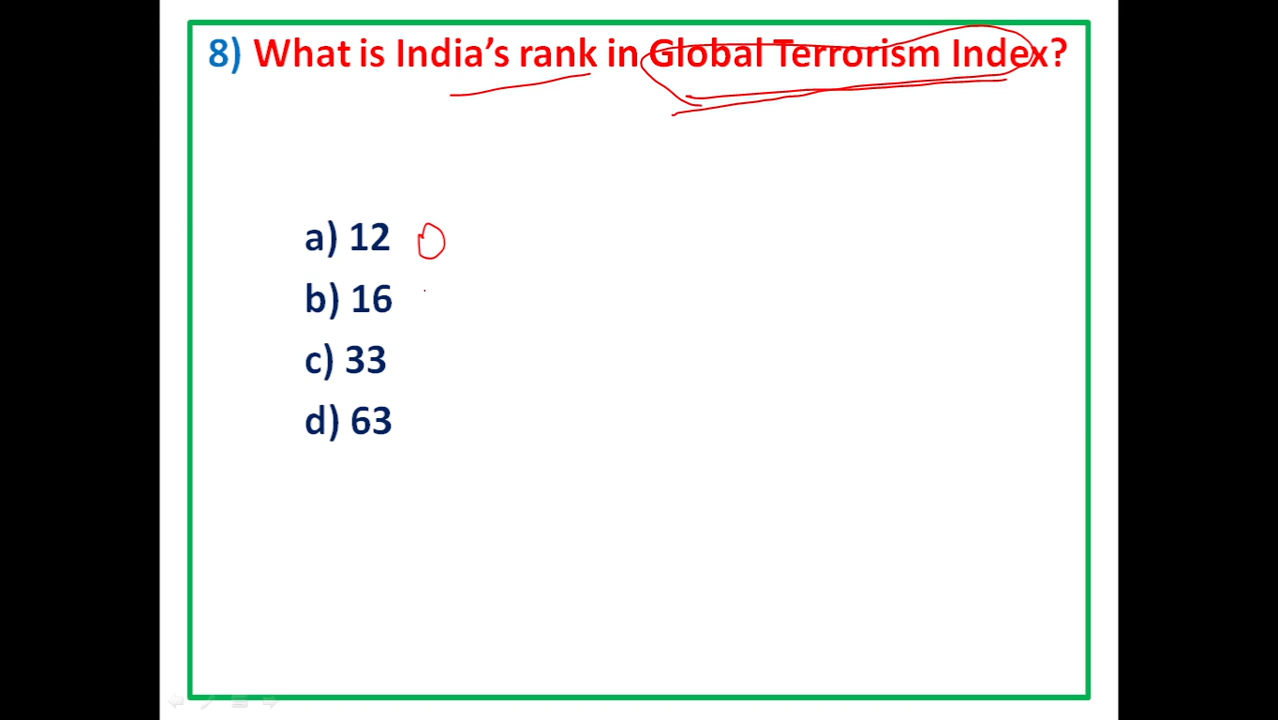 8) What is India’s rank in Global Terrorism Index?
a) 12
b) 16
c) 33
d) 63